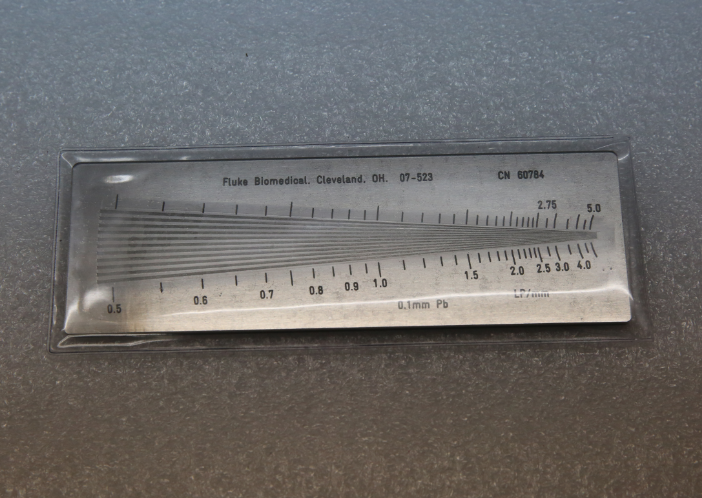 Fluke Biomedical. Cleveland, OH. 07-523 CN 60784
2.75 5.0
0.5 0.6 0.7 0.8 0.9 1.0 1.5 2.0 2.5 3.0 4.0
0.1mm Pb LP/mm